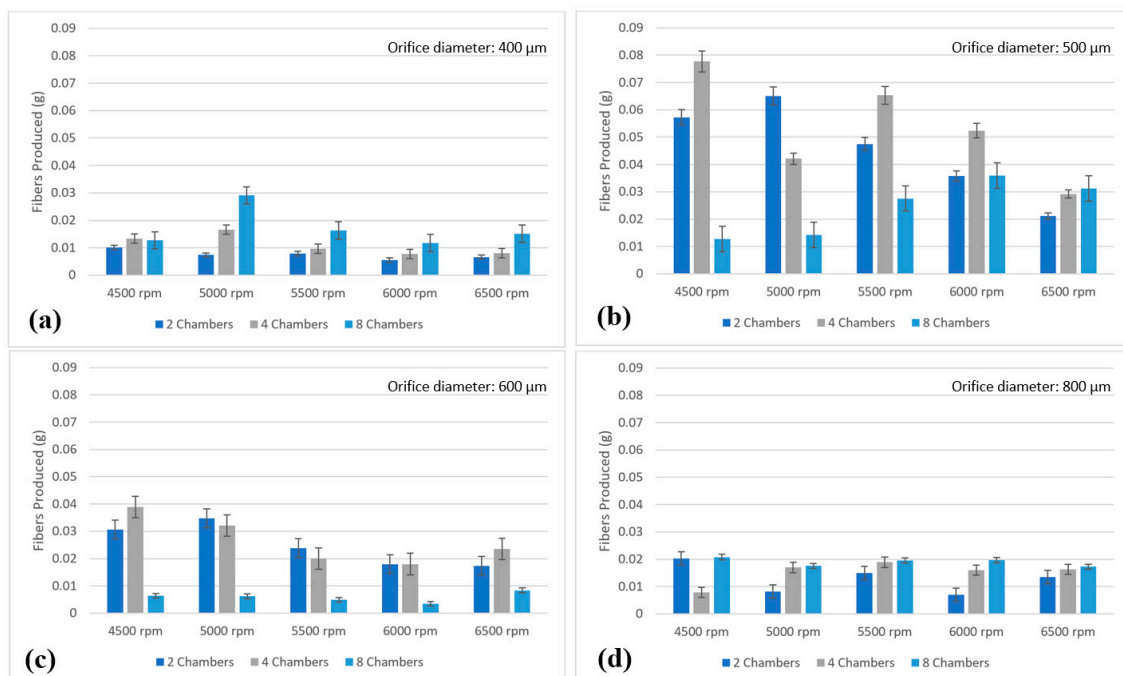 Orifice diameter: 400 µm
Fibers Produced (g)
0.09
0.08
0.07
0.06
0.05
0.04
0.03
0.02
0.01
0
4500 rpm 5000 rpm 5500 rpm 6000 rpm 6500 rpm
2 Chambers 4 Chambers 8 Chambers
(a)
Orifice diameter: 500 µm
Fibers Produced (g)
0.09
0.08
0.07
0.06
0.05
0.04
0.03
0.02
0.01
0
4500 rpm 5000 rpm 5500 rpm 6000 rpm 6500 rpm
2 Chambers 4 Chambers 8 Chambers
(b)
Orifice diameter: 600 µm
Fibers Produced (g)
0.09
0.08
0.07
0.06
0.05
0.04
0.03
0.02
0.01
0
4500 rpm 5000 rpm 5500 rpm 6000 rpm 6500 rpm
2 Chambers 4 Chambers 8 Chambers
(c)
Orifice diameter: 800 µm
Fibers Produced (g)
0.09
0.08
0.07
0.06
0.05
0.04
0.03
0.02
0.01
0
4500 rpm 5000 rpm 5500 rpm 6000 rpm 6500 rpm
2 Chambers 4 Chambers 8 Chambers
(d)